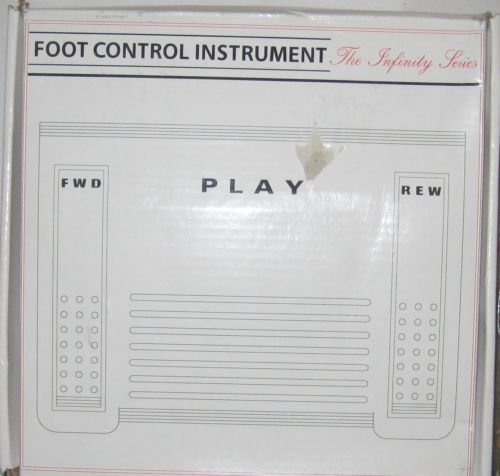 FOOT CONTROL INSTRUMENT The Infinity Series
FWD PLAY REW